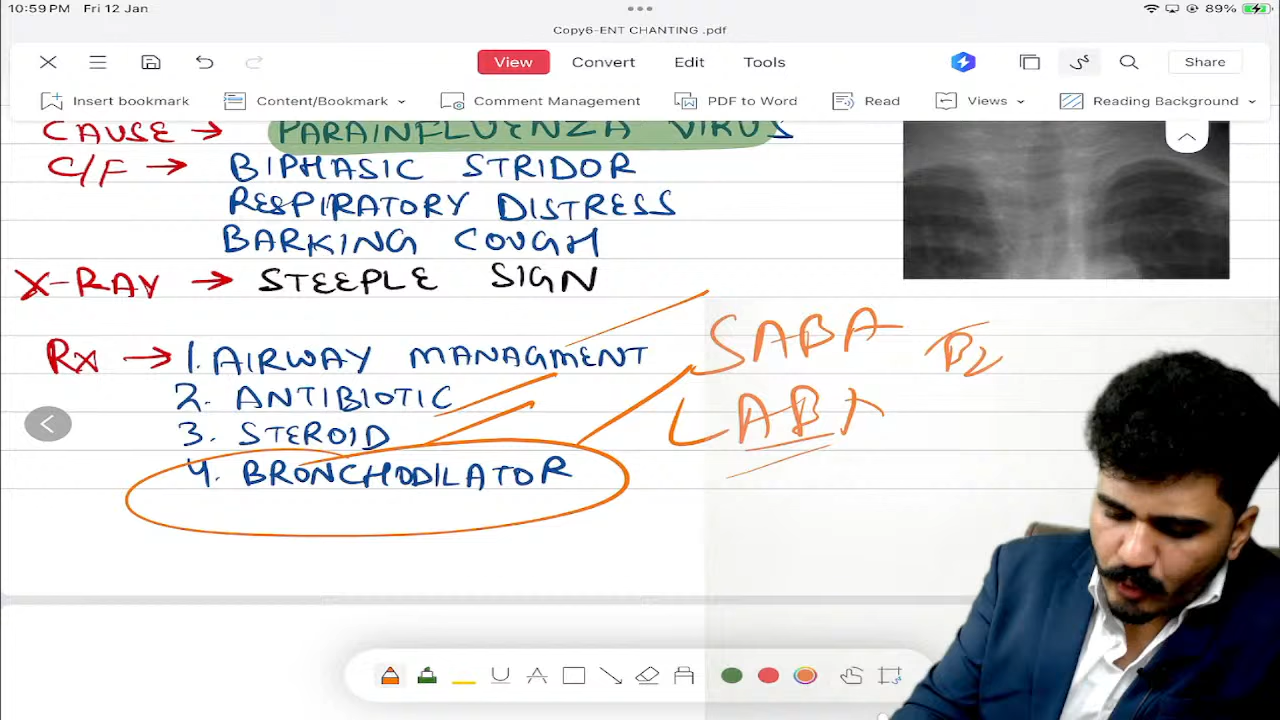 10:59 PM Fri 12 Jan
89%
Copy6-ENT CHANTING .pdf
View Convert Edit Tools
Share
Insert bookmark Content/Bookmark Comment Management PDF to Word Read Views Reading Background
CAUSE → PARAINFLUENZA VIRUS
C/F → BIPHASIC STRIDOR
RESPIRATORY DISTRESS
BARKING COUGH
X-RAY → STEEPLE SIGN
Rx → 1. AIRWAY MANAGMENT
2. ANTIBIOTIC
3. STEROID
4. BRONCHODILATOR
SABA B2
LABA